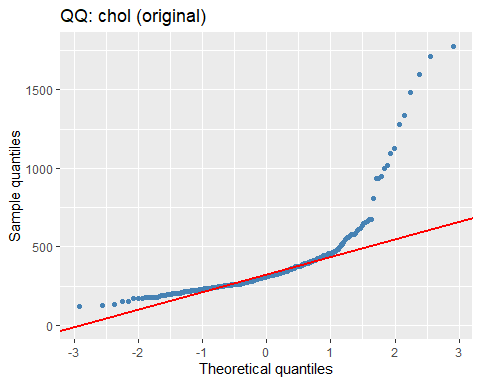 QQ: chol (original)
Sample quantiles
1500
1000
500
0
-3 -2 -1 0 1 2 3
Theoretical quantiles